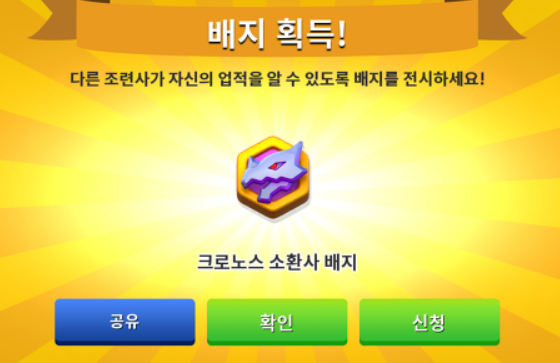 배지 획득!
다른 조련사가 자신의 업적을 알 수 있도록 배지를 전시하세요!
크로노스 소환사 배지
공유 확인 신청